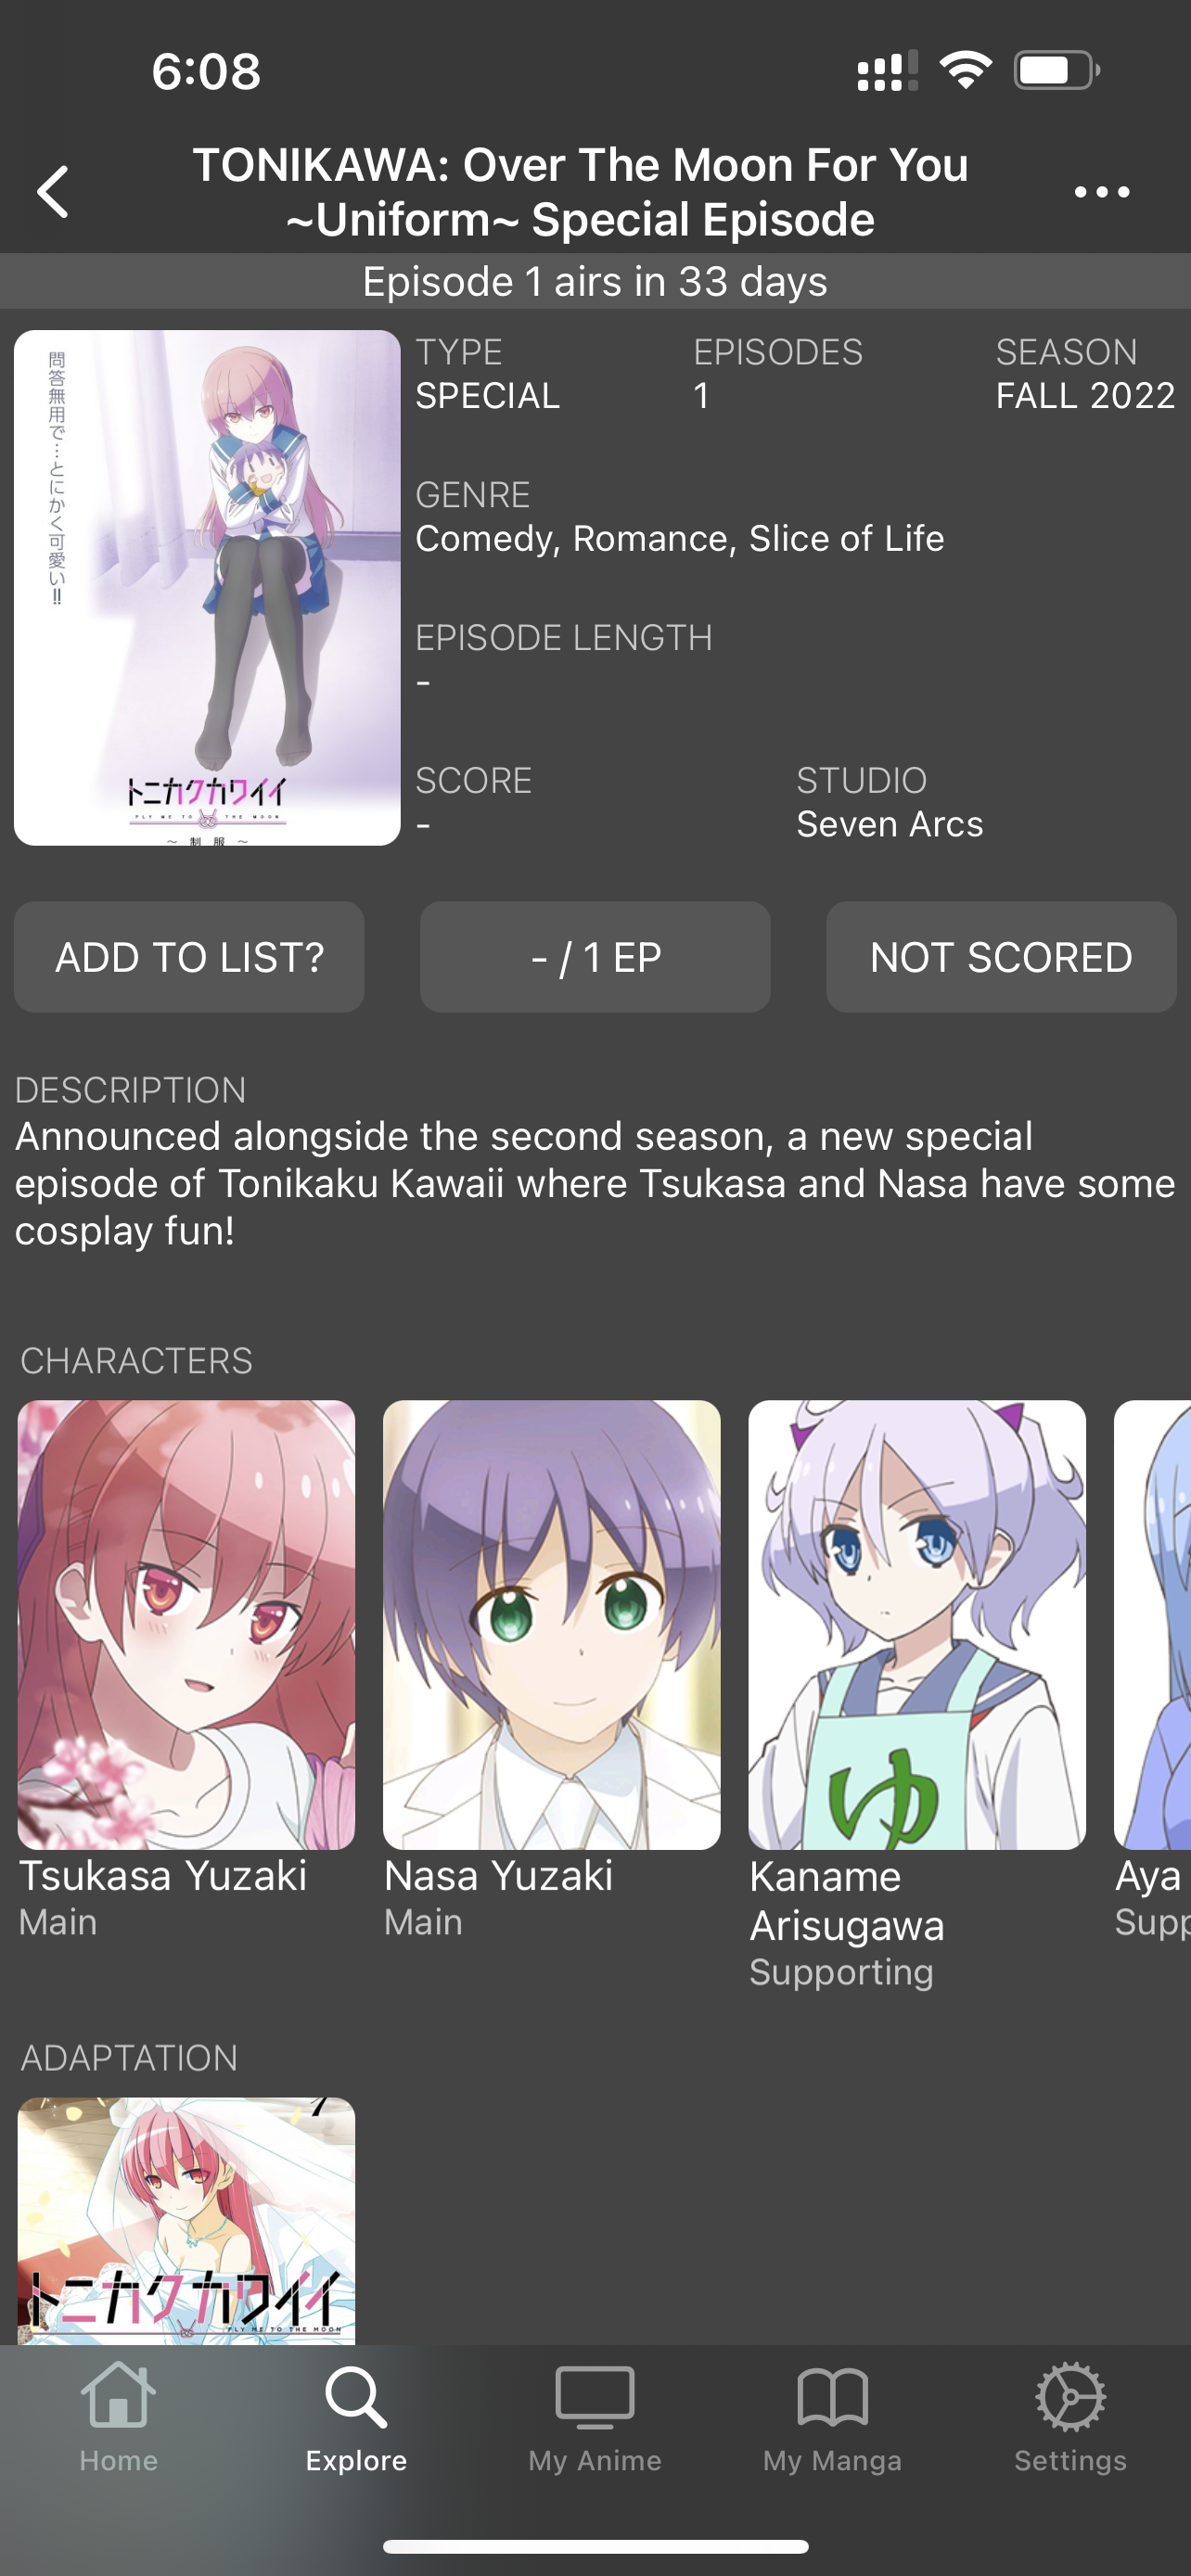 6:08
TONIKAWA: Over The Moon For You
~Uniform~ Special Episode
Episode 1 airs in 33 days
問答無用で…とにかく可愛い!!
トニカクカワイイ
FLY ME TO THE MOON
～ 制 服 ～
TYPE
SPECIAL
EPISODES
1
SEASON
FALL 2022
GENRE
Comedy, Romance, Slice of Life
EPISODE LENGTH
-
SCORE
-
STUDIO
Seven Arcs
ADD TO LIST?
- / 1 EP
NOT SCORED
DESCRIPTION
Announced alongside the second season, a new special
episode of Tonikaku Kawaii where Tsukasa and Nasa have some
cosplay fun!
CHARACTERS
ゆ
Tsukasa Yuzaki
Main
Nasa Yuzaki
Main
Kaname
Arisugawa
Supporting
Aya
Supp
ADAPTATION
トニカクカワイイ
FLY ME TO THE MOON
Home
Explore
My Anime
My Manga
Settings